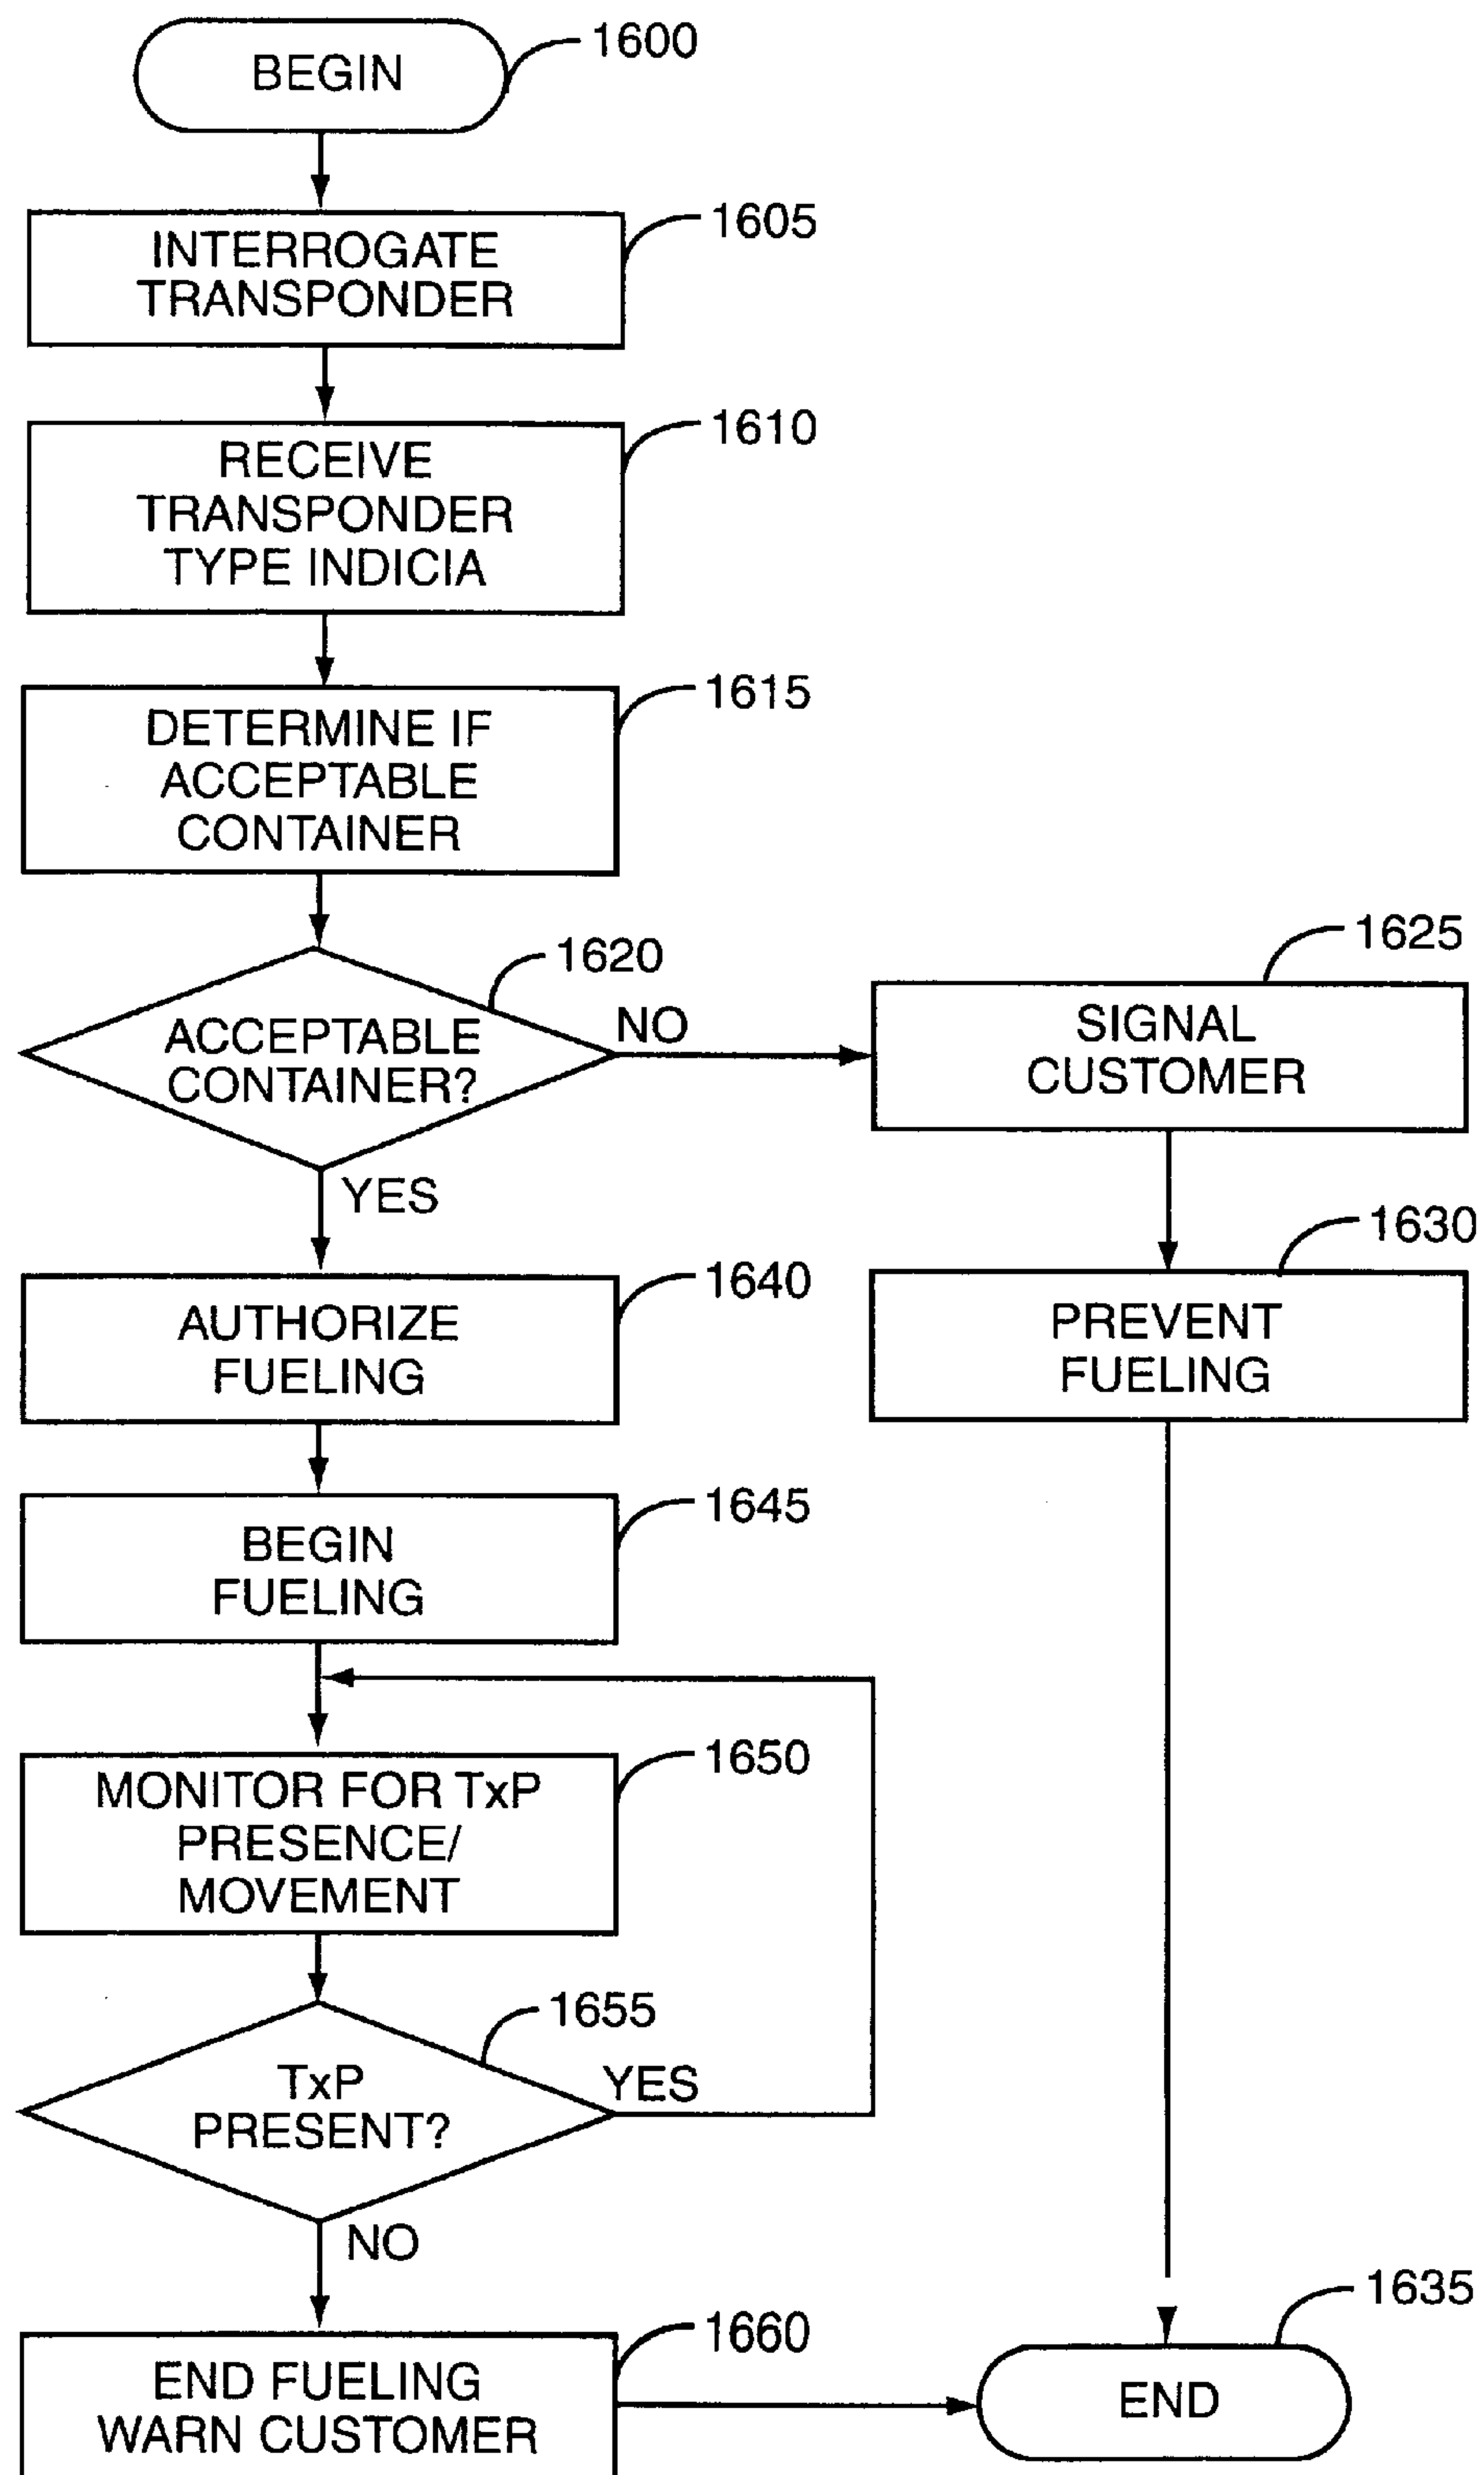 BEGIN
1600
INTERROGATE
TRANSPONDER
1605
RECEIVE
TRANSPONDER
TYPE INDICIA
1610
DETERMINE IF
ACCEPTABLE
CONTAINER
1615
ACCEPTABLE
CONTAINER?
1620
NO
YES
SIGNAL
CUSTOMER
1625
PREVENT
FUELING
1630
AUTHORIZE
FUELING
1640
BEGIN
FUELING
1645
MONITOR FOR TxP
PRESENCE/
MOVEMENT
1650
TxP
PRESENT?
1655
YES
NO
END FUELING
WARN CUSTOMER
1660
END
1635